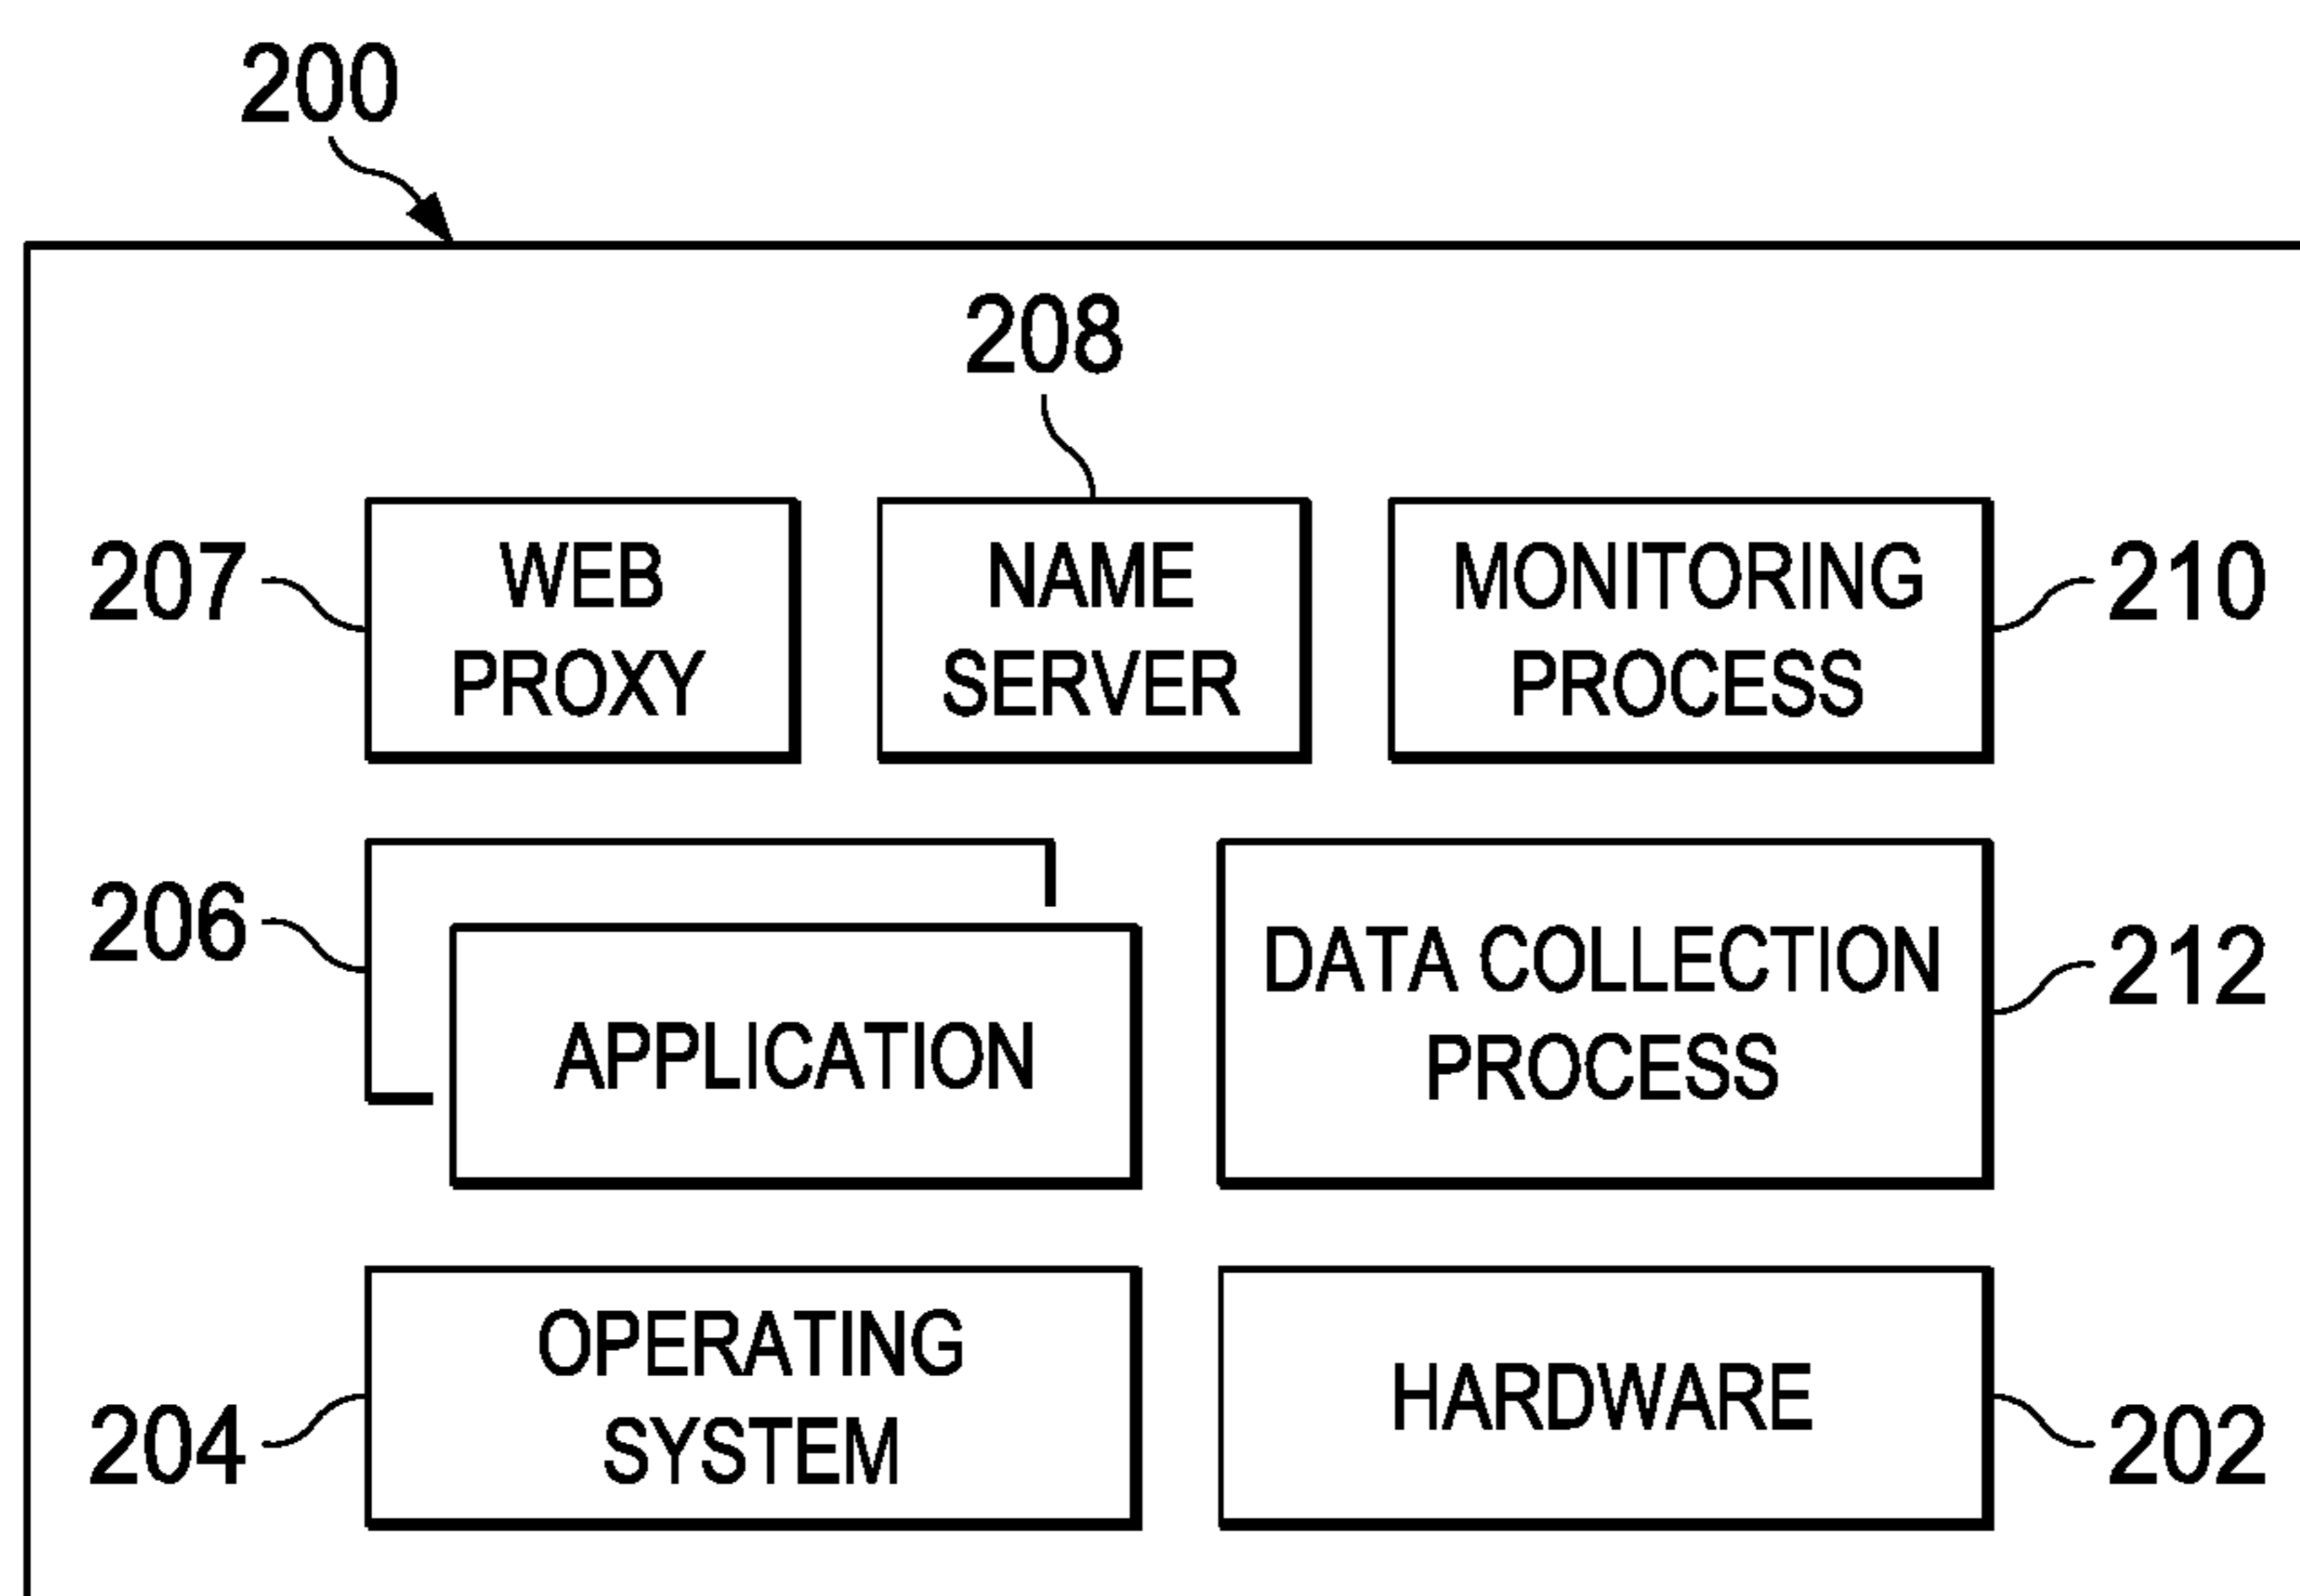 200
208
207
WEB
PROXY
NAME
SERVER
MONITORING
PROCESS
210
206
APPLICATION
DATA COLLECTION
PROCESS
212
204
OPERATING
SYSTEM
HARDWARE
202